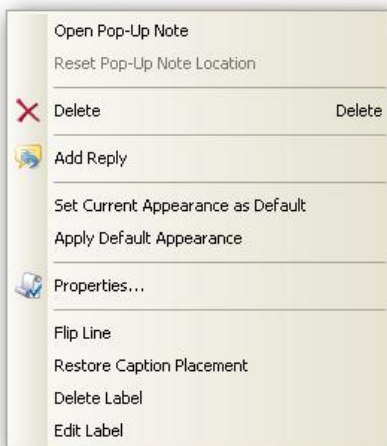 Open Pop-Up Note
Reset Pop-Up Note Location
Delete Delete
Add Reply
Set Current Appearance as Default
Apply Default Appearance
Properties...
Flip Line
Restore Caption Placement
Delete Label
Edit Label